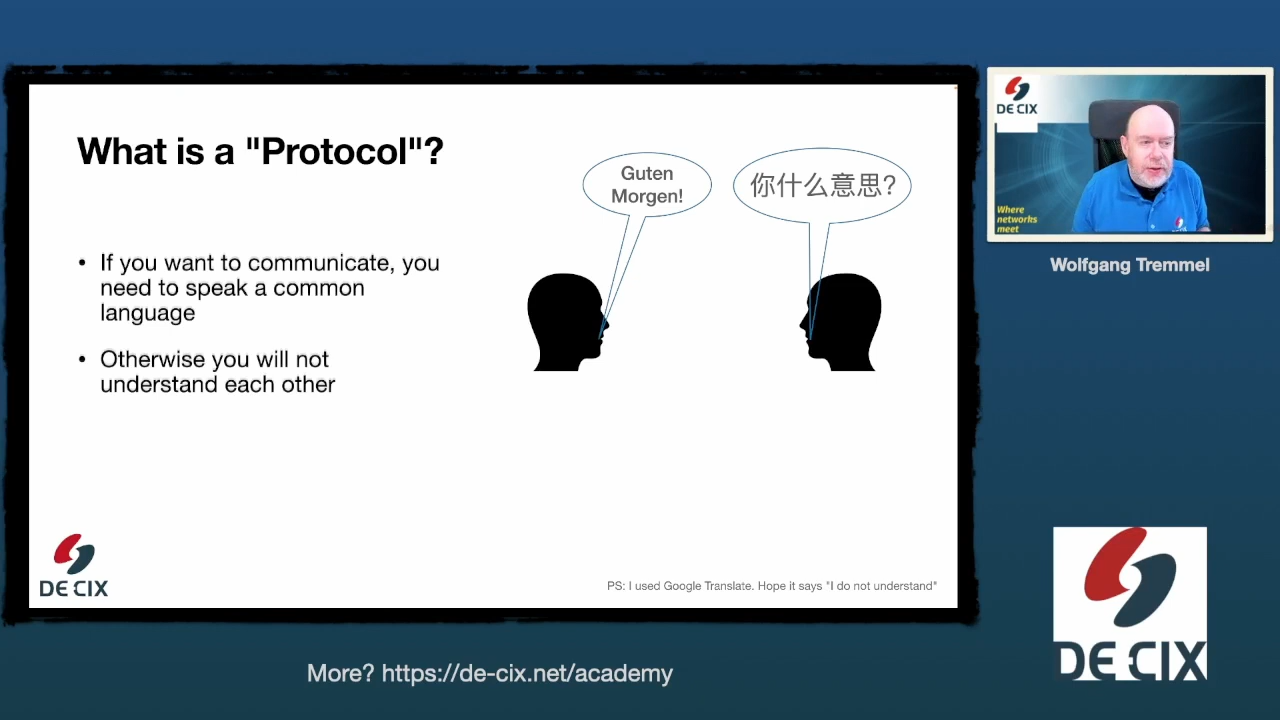 What is a "Protocol"?
Guten
Morgen!
你什么意思?
• If you want to communicate, you
need to speak a common
language
• Otherwise you will not
understand each other
DE CIX
PS: I used Google Translate. Hope it says "I do not understand"
DE CIX
Where
networks
meet
Wolfgang Tremmel
DE CIX
More? https://de-cix.net/academy